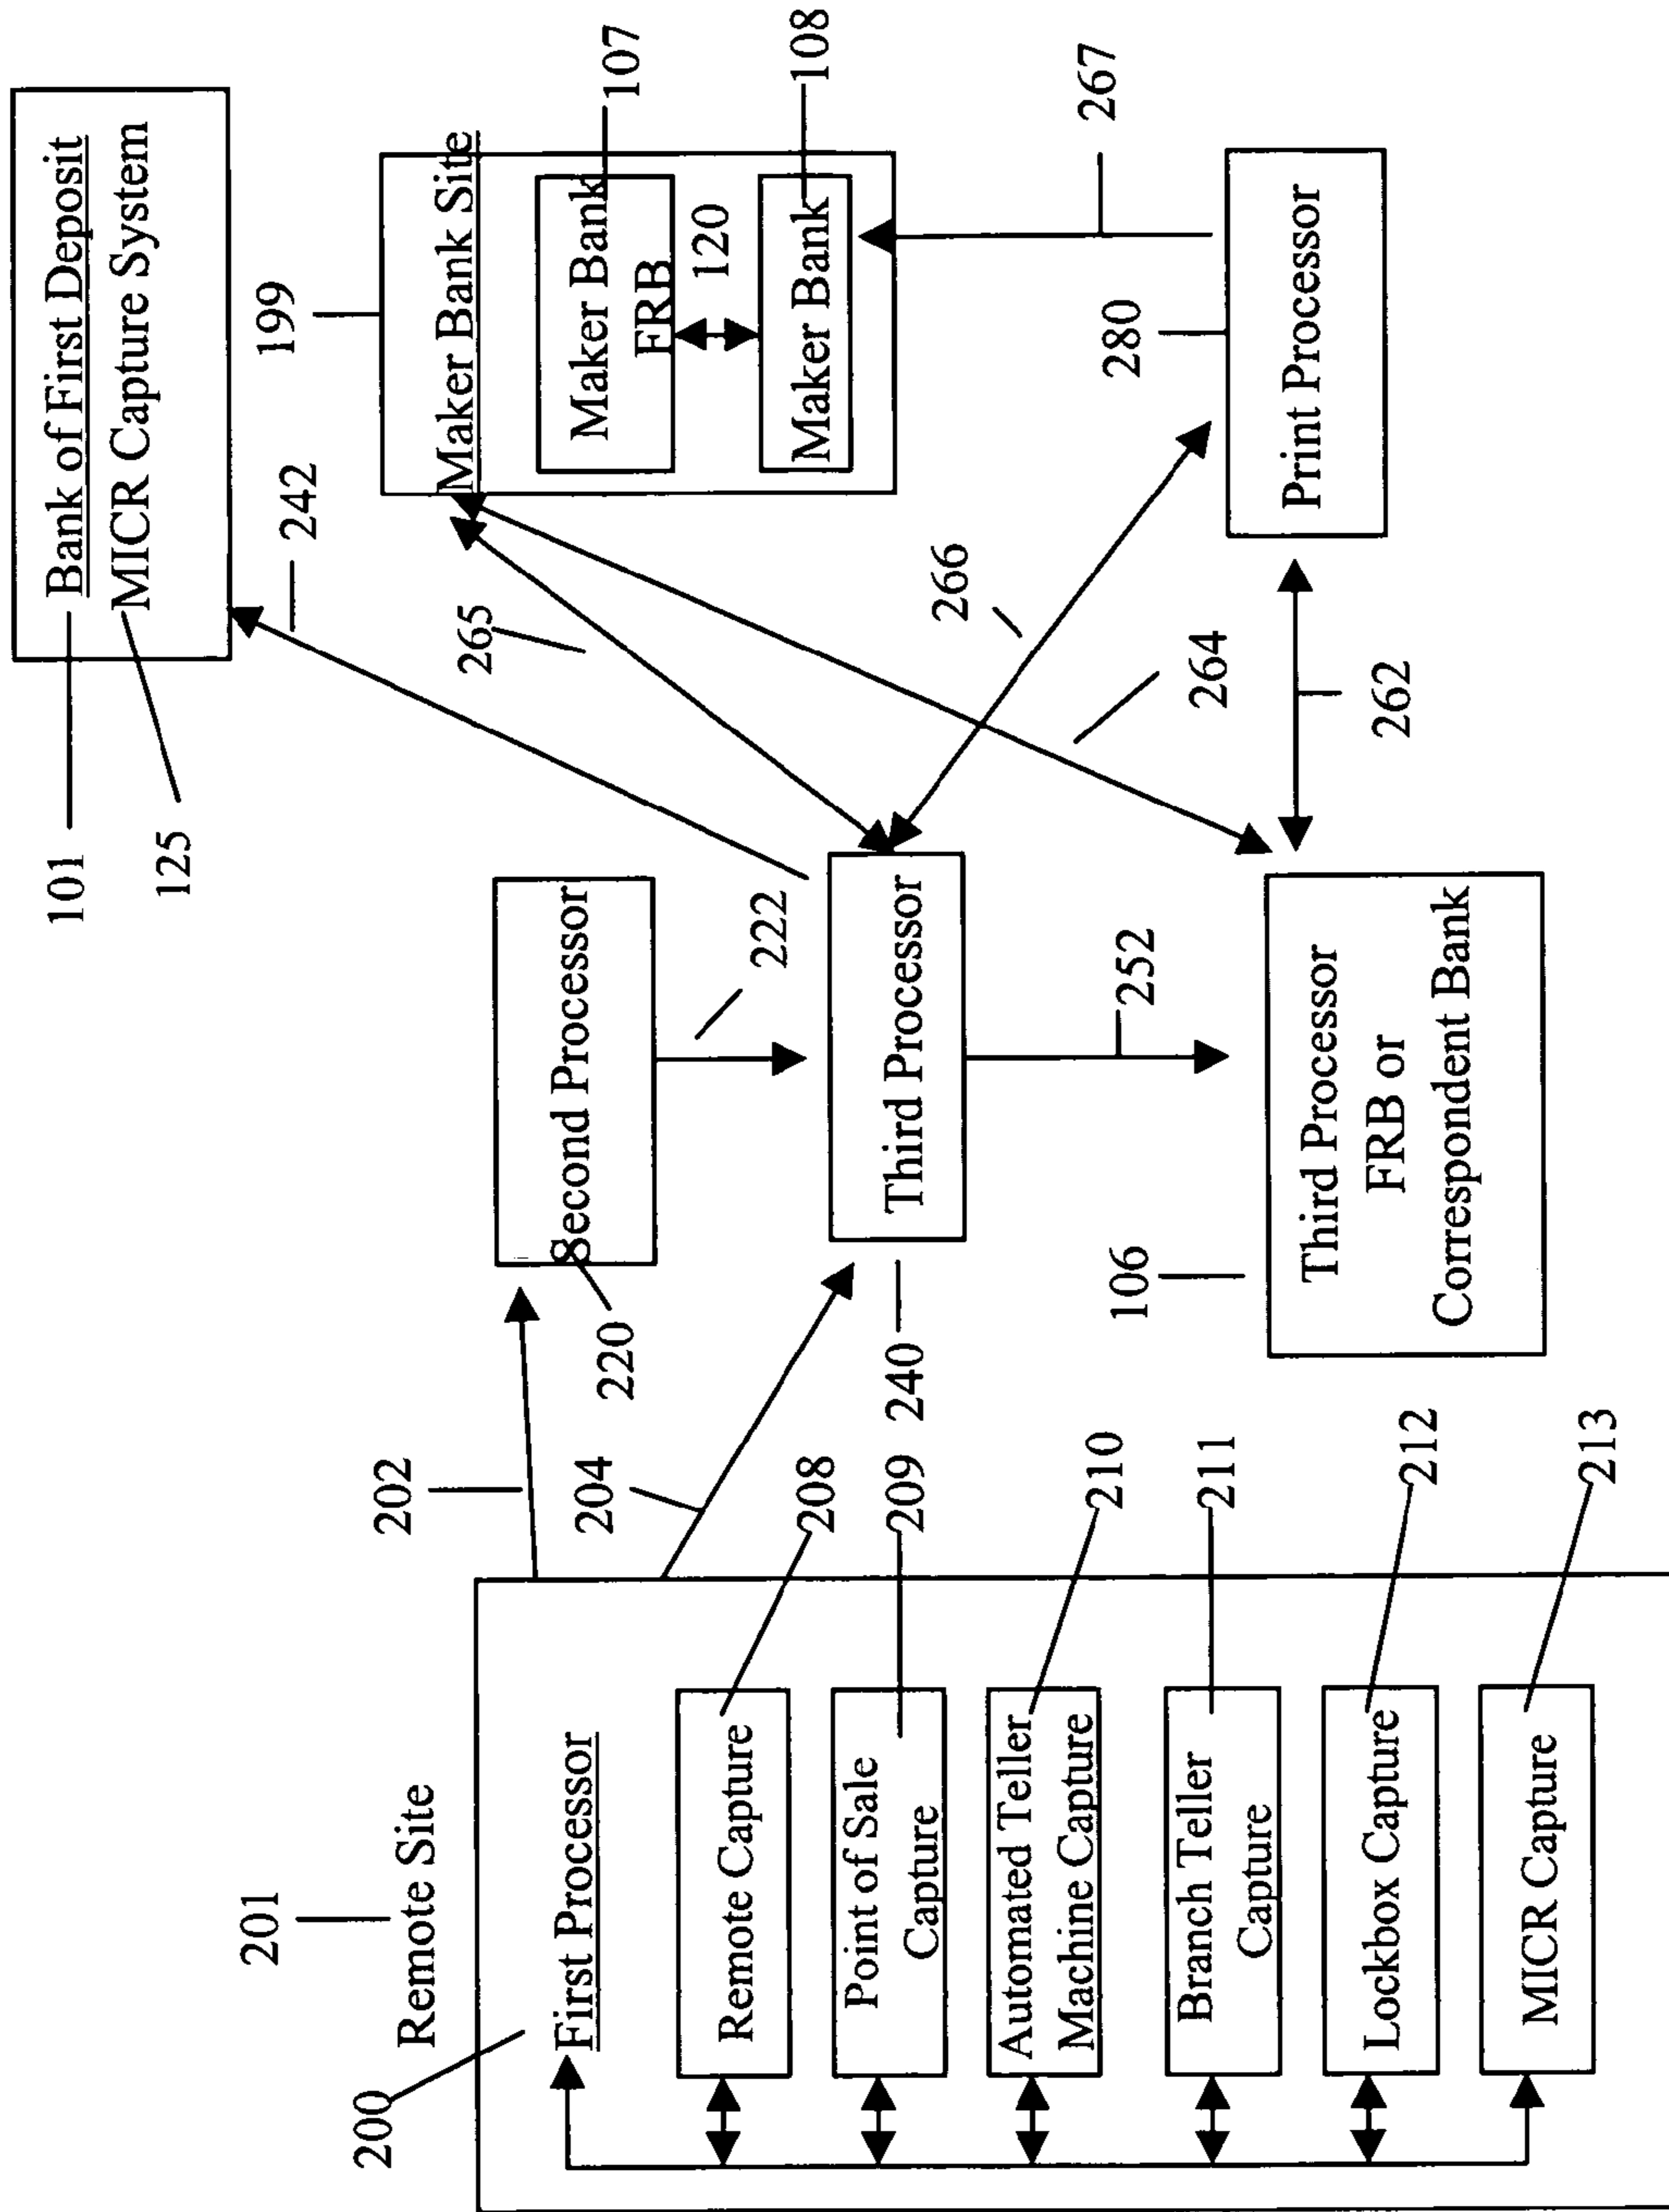 201
Remote Site
200
First Processor
Remote Capture
208
Point of Sale
Capture
209
Automated Teller
Machine Capture
210
Branch Teller
Capture
211
Lockbox Capture
212
MICR Capture
213
202
204
Second Processor
220
222
Third Processor
240
252
106
Third Processor
FRB or
Correspondent Bank
101
Bank of First Deposit
MICR Capture System
125
242
199
Maker Bank Site
Maker Bank
FRB
107
120
Maker Bank
108
265
266
264
262
280
Print Processor
267